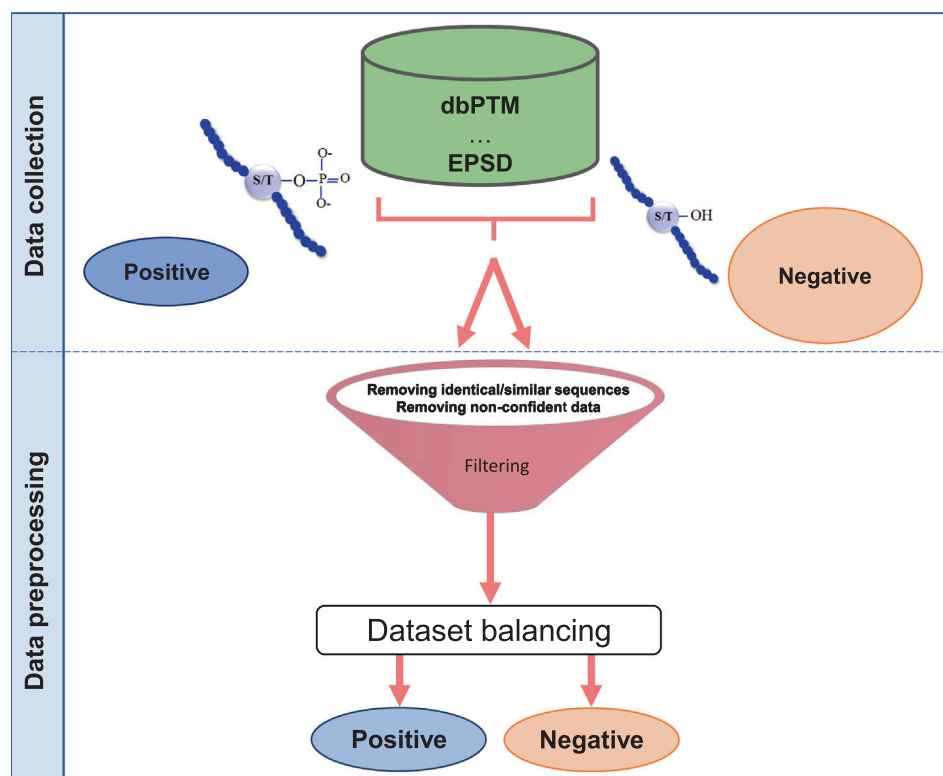 Data collection
dbPTM
...
EPSD
O-
S/T-O-P=O
O-
Positive
S/T-OH
Negative
Data preprocessing
Removing identical/similar sequences
Removing non-confident data
Filtering
Dataset balancing
Positive
Negative